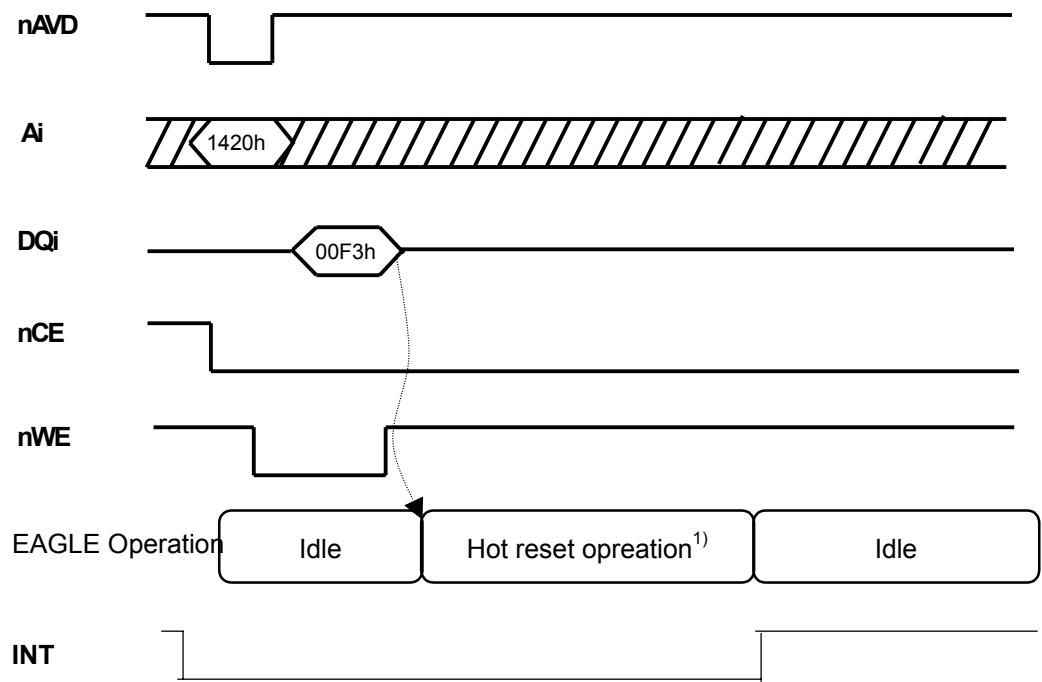 nAVD
Ai
1420h
DQi
00F3h
nCE
nWE
EAGLE Operation
Idle
Hot reset opreation1)
Idle
INT